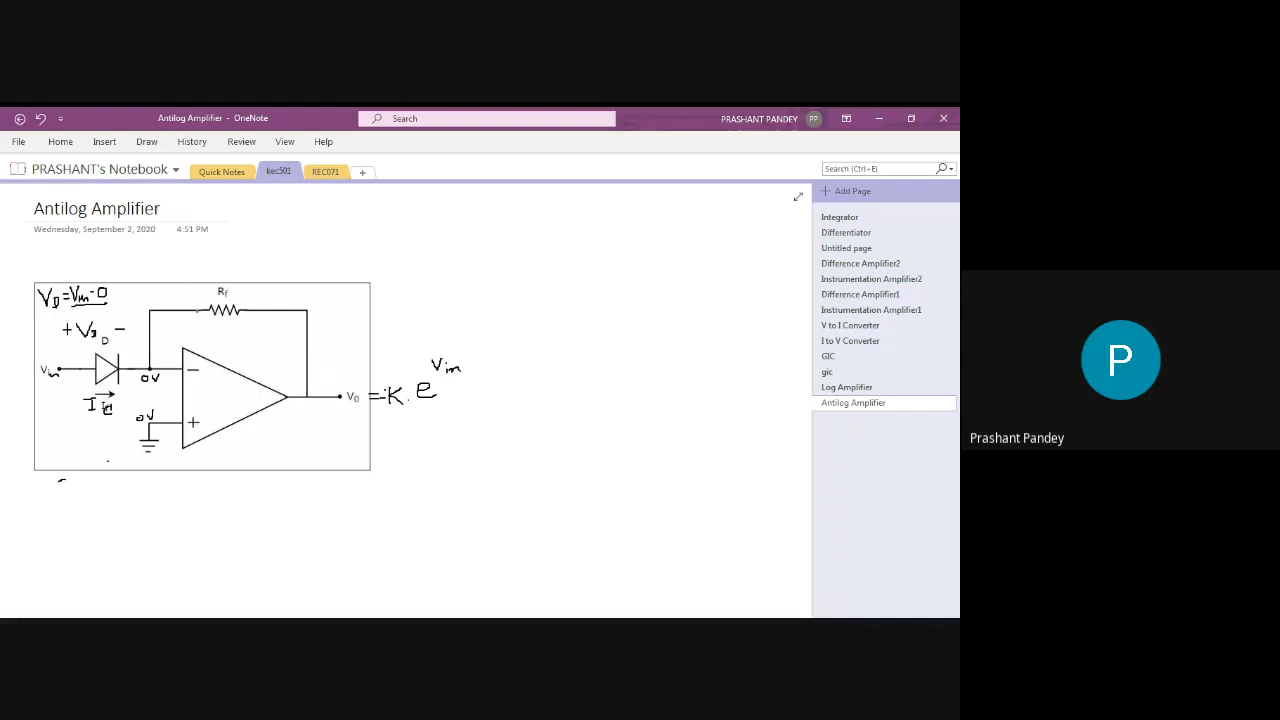 Antilog Amplifier - OneNote
Search
PRASHANT PANDEY
PP
File Home Insert Draw History Review View Help
PRASHANT's Notebook
Quick Notes
kec501
REC071
Search (Ctrl+E)
Add Page
Antilog Amplifier
Wednesday, September 2, 2020 4:51 PM
Integrator
Differentiator
Untitled page
Difference Amplifier2
Instrumentation Amplifier2
Difference Amplifier1
Instrumentation Amplifier1
V to I Converter
I to V Converter
GIC
gic
Log Amplifier
Antilog Amplifier
V_D = Vin - 0
Rf
+ V_D -
Vin
0V
-
I
0V
+
V0 = -K. e^Vin
P
Prashant Pandey